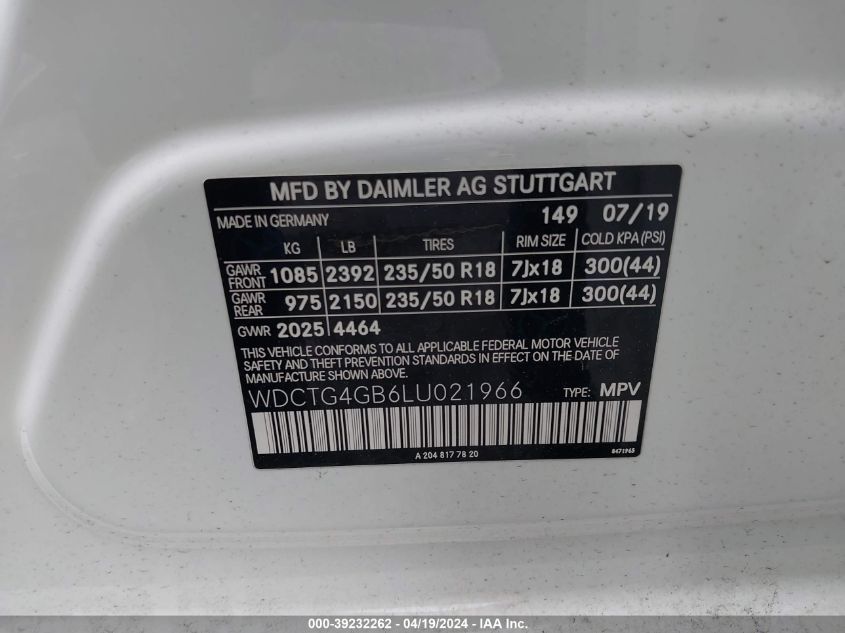 MFD BY DAIMLER AG STUTTGART
MADE IN GERMANY 149 07/19
KG LB TIRES RIM SIZE COLD KPA (PSI)
GAWR FRONT 1085 2392 235/50 R18 7Jx18 300(44)
GAWR REAR 975 2150 235/50 R18 7Jx18 300(44)
GVWR 2025 4464
THIS VEHICLE CONFORMS TO ALL APPLICABLE FEDERAL MOTOR VEHICLE
SAFETY AND THEFT PREVENTION STANDARDS IN EFFECT ON THE DATE OF
MANUFACTURE SHOWN ABOVE.
WDCTG4GB6LU021966 TYPE: MPV
A 204 817 78 20 8471965
000-39232262 - 04/19/2024 - IAA Inc.